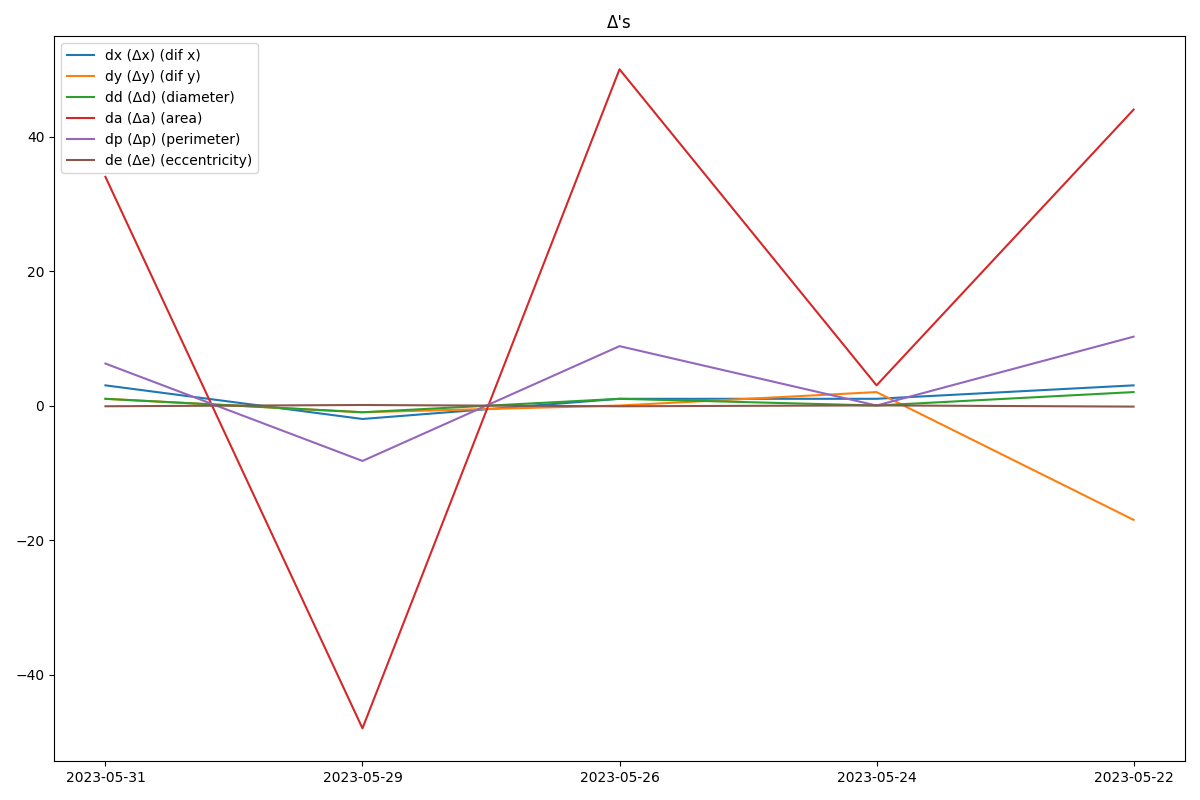 Δ's
dx (Δx) (dif x)
dy (Δy) (dif y)
dd (Δd) (diameter)
da (Δa) (area)
dp (Δp) (perimeter)
de (Δe) (eccentricity)
40
20
0
−20
−40
2023-05-31 2023-05-29 2023-05-26 2023-05-24 2023-05-22